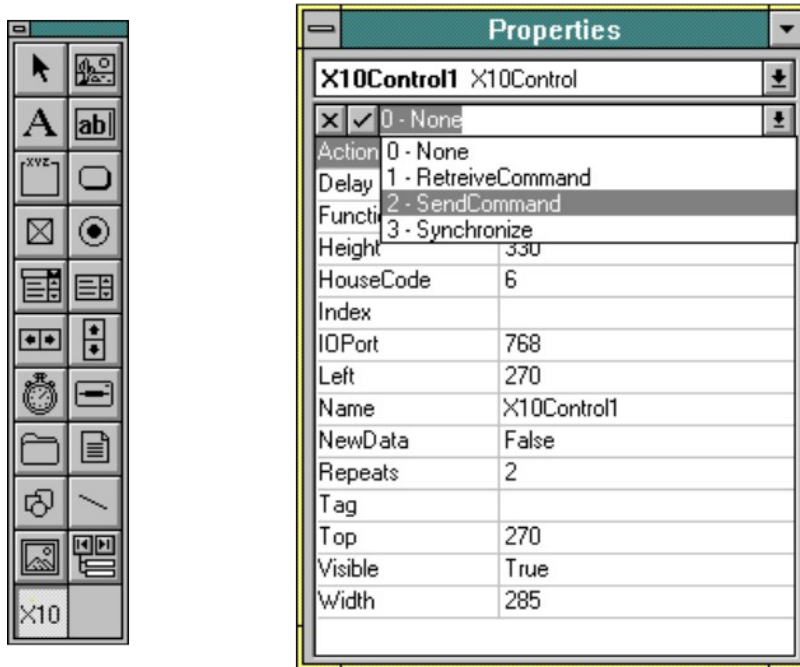 A
ab
xyz
X10
Properties
X10Control1 X10Control
0 - None
Action 0 - None
Delay 1 - RetreiveCommand
Functi 2 - SendCommand
3 - Synchronize
Height 330
HouseCode 6
Index
IOPort 768
Left 270
Name X10Control1
NewData False
Repeats 2
Tag
Top 270
Visible True
Width 285